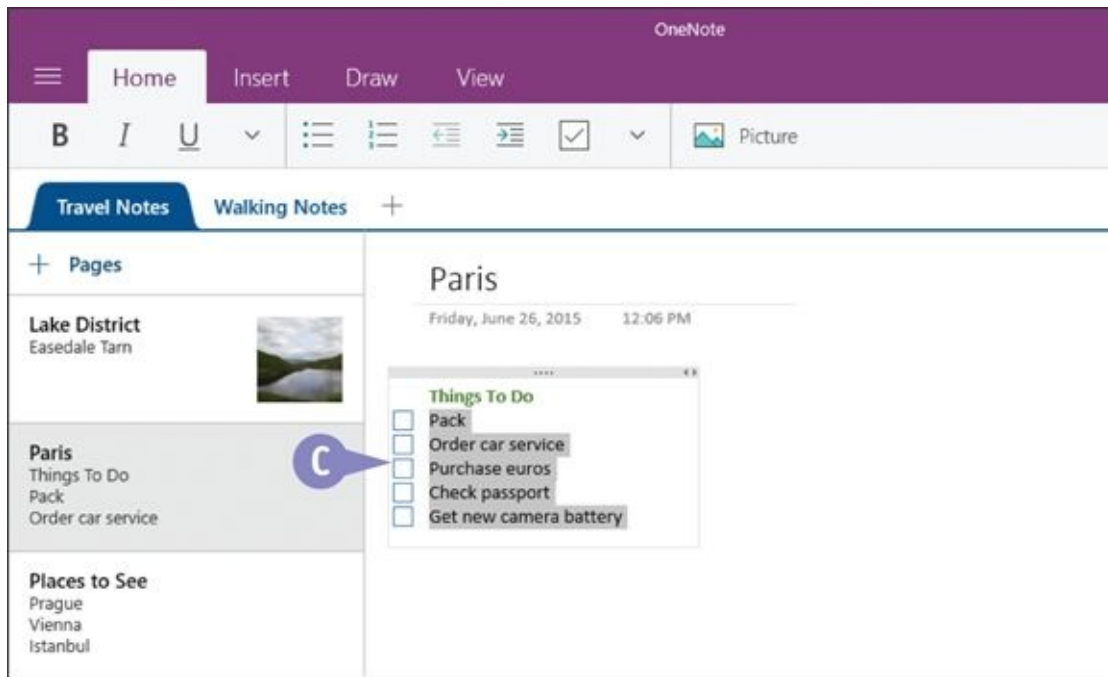 OneNote
Home Insert Draw View
B I U Picture
Travel Notes Walking Notes +
+ Pages
Lake District
Easedale Tarn
Paris
Things To Do
Pack
Order car service
Places to See
Prague
Vienna
Istanbul
Paris
Friday, June 26, 2015 12:06 PM
Things To Do
Pack
Order car service
C
Purchase euros
Check passport
Get new camera battery